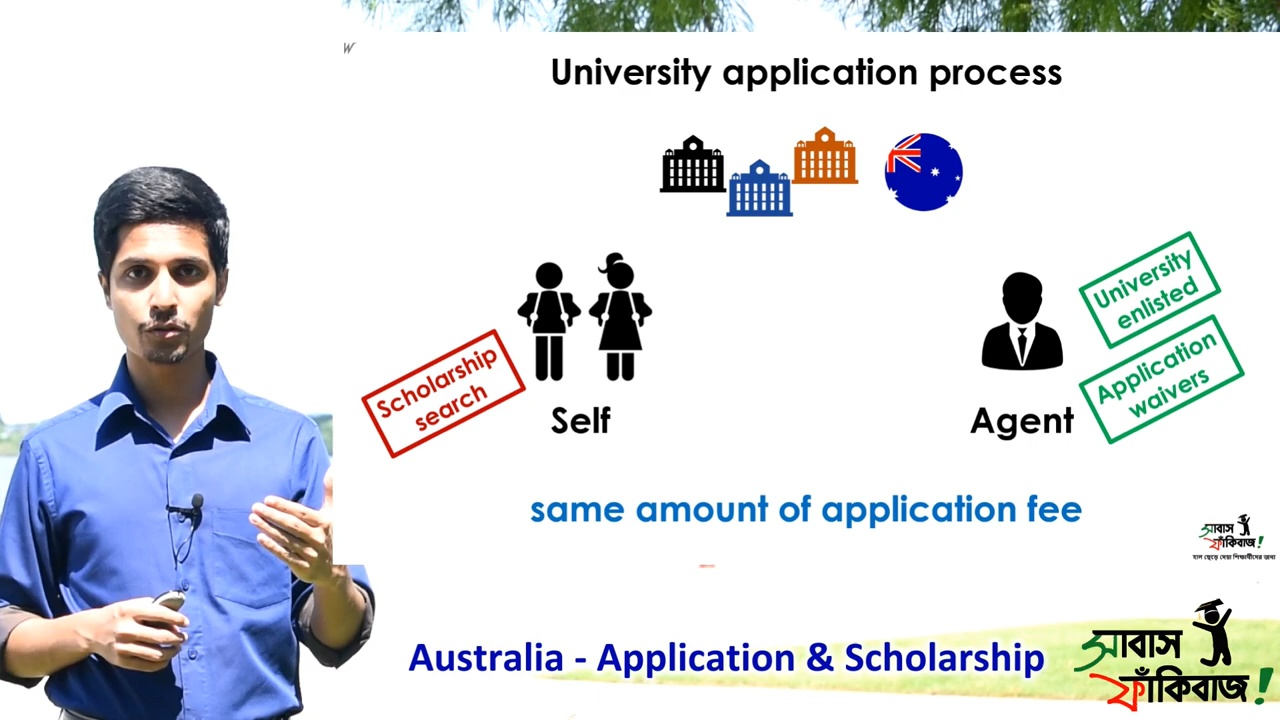 W
University application process
University
enlisted
Scholarship
search
Application
waivers
Self
Agent
same amount of application fee
সাবাস
ফাঁকিবাজ!
হাল ছেড়ে দেয়া শিক্ষার্থীদের জন্য
Australia - Application & Scholarship
সাবাস
ফাঁকিবাজ!